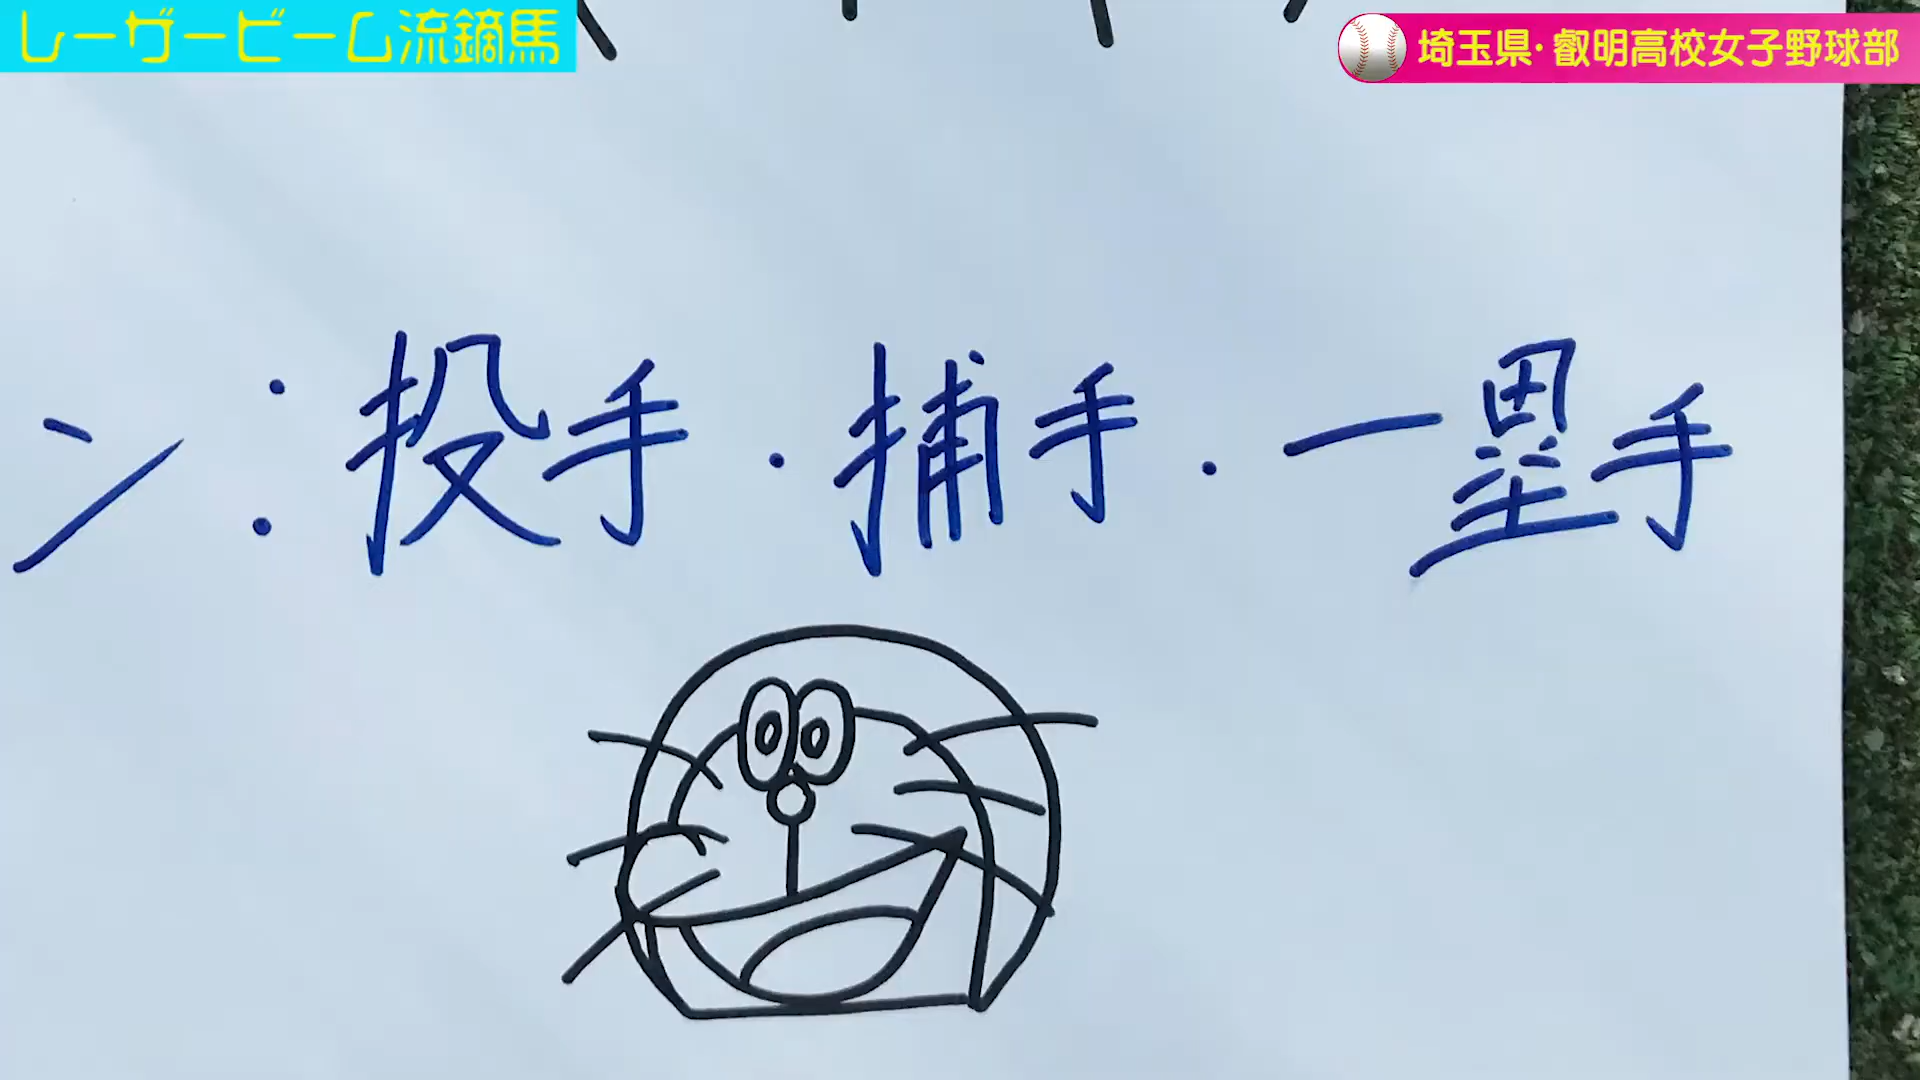 レーザービーム流鏑馬
埼玉県・叡明高校女子野球部
ン:投手・捕手・一塁手